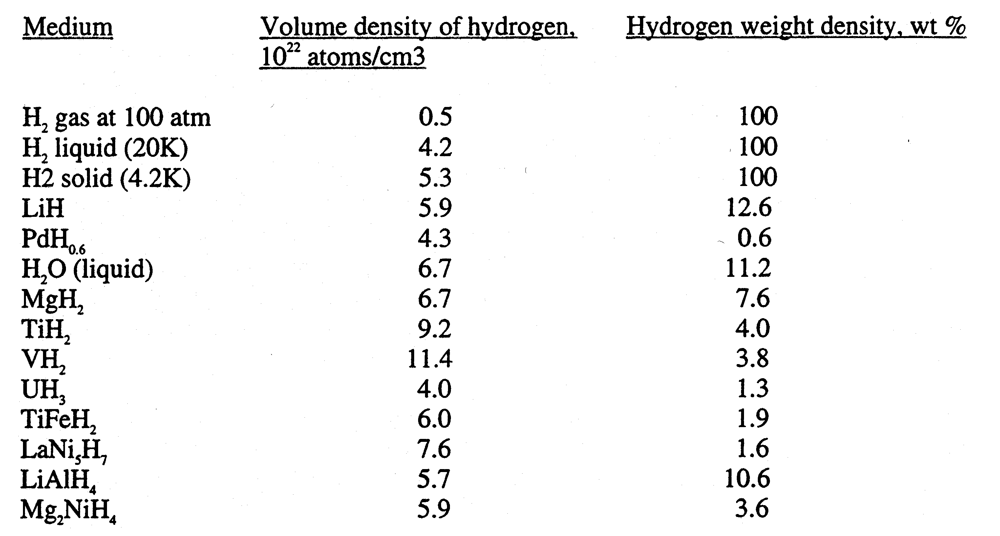 Medium Volume density of hydrogen, Hydrogen weight density, wt %
10²² atoms/cm3
H₂ gas at 100 atm 0.5 100
H₂ liquid (20K) 4.2 100
H2 solid (4.2K) 5.3 100
LiH 5.9 12.6
PdH₀.₆ 4.3 0.6
H₂O (liquid) 6.7 11.2
MgH₂ 6.7 7.6
TiH₂ 9.2 4.0
VH₂ 11.4 3.8
UH₃ 4.0 1.3
TiFeH₂ 6.0 1.9
LaNi₅H₇ 7.6 1.6
LiAlH₄ 5.7 10.6
Mg₂NiH₄ 5.9 3.6